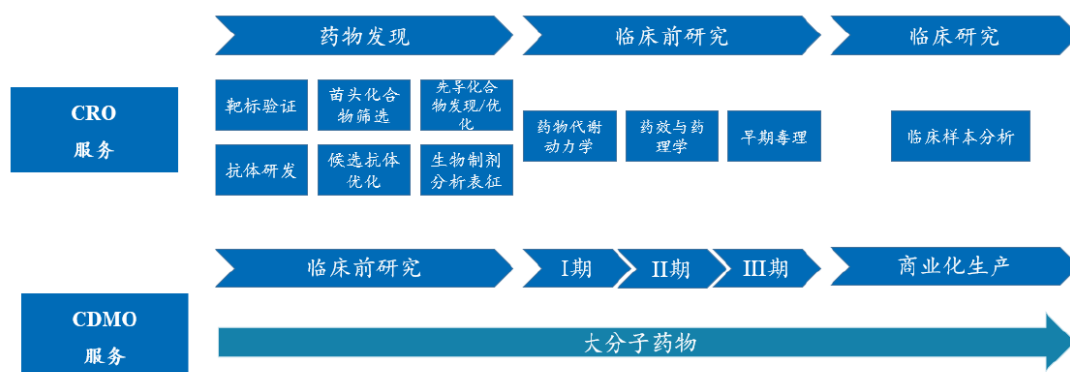 药物发现
临床前研究
临床研究
CRO
服务
靶标验证
苗头化合
物筛选
先导化合
物发现/优
化
抗体研发
候选抗体
优化
生物制剂
分析表征
药物代谢
动力学
药效与药
理学
早期毒理
临床样本分析
临床前研究
I期
II期
III期
商业化生产
CDMO
服务
大分子药物